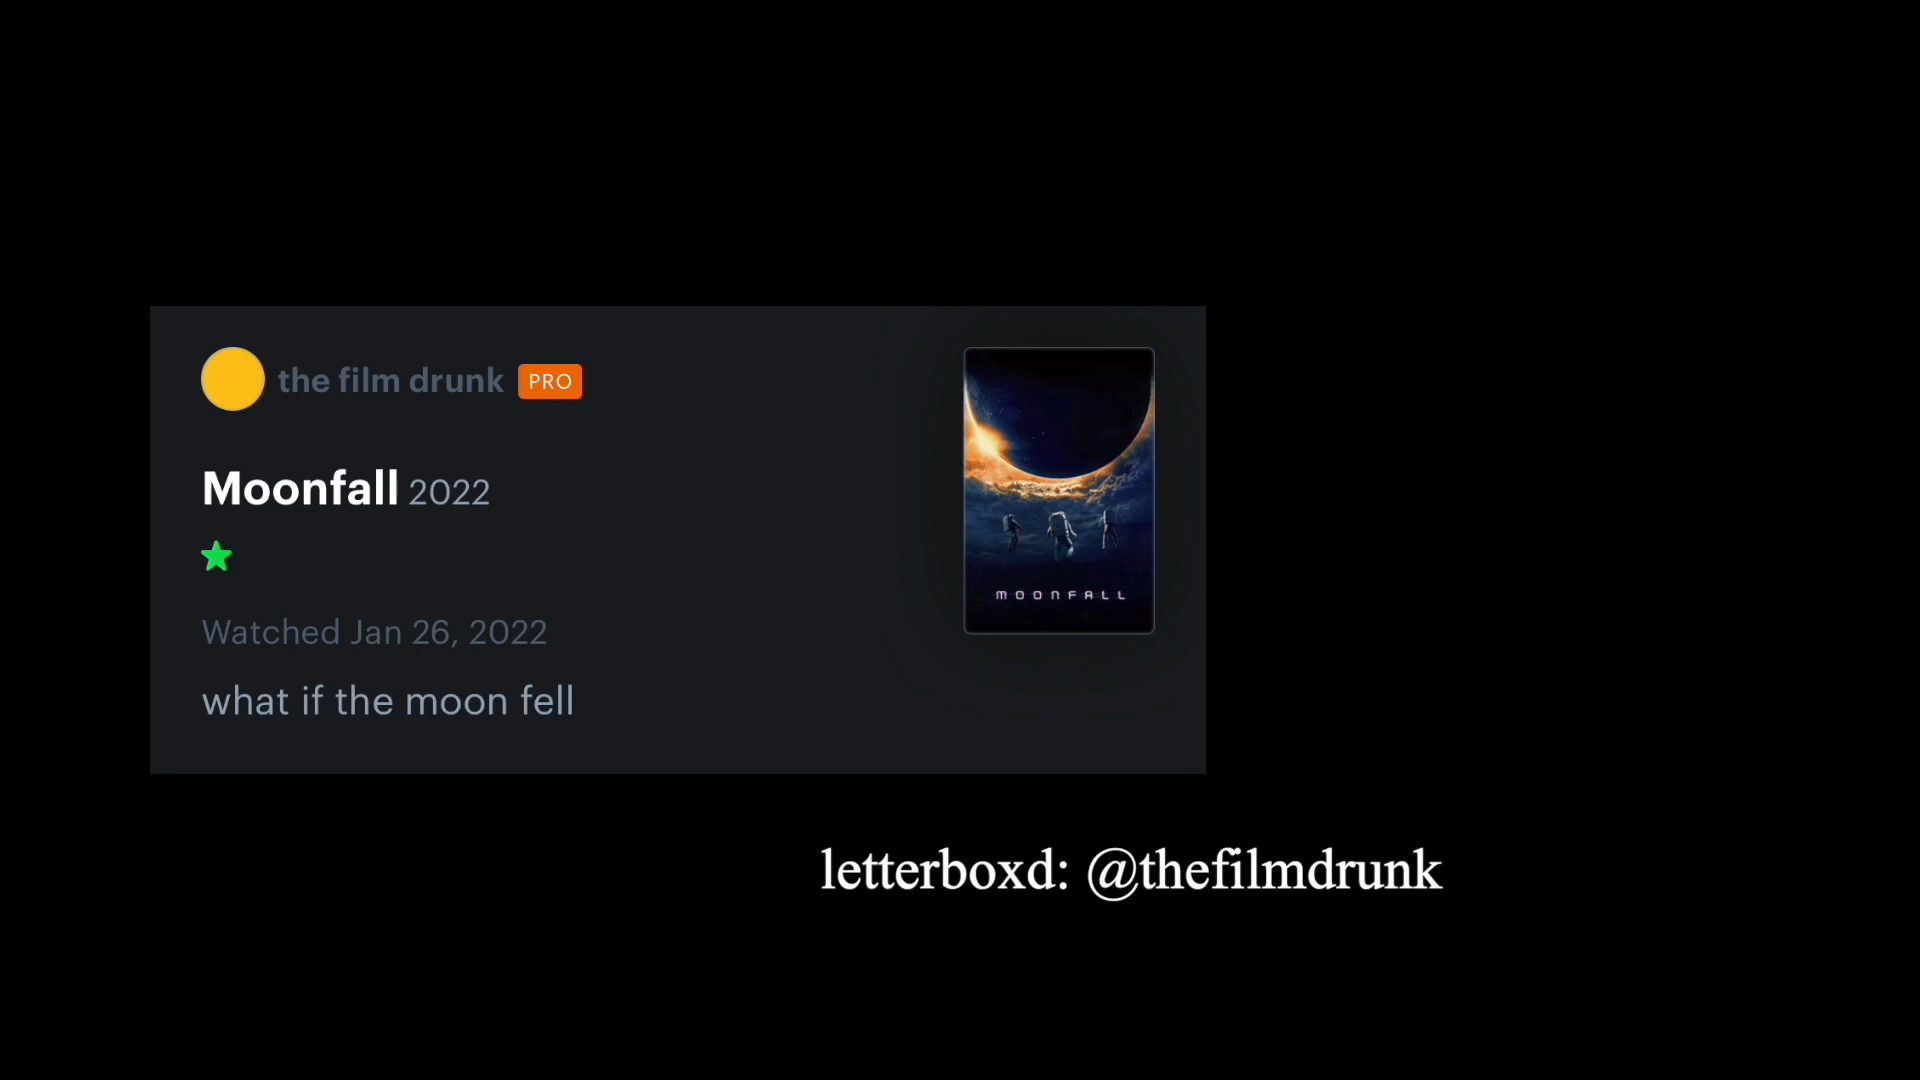 the film drunk PRO
Moonfall 2022
Watched Jan 26, 2022
what if the moon fell
MOONFALL
letterboxd: @thefilmdrunk